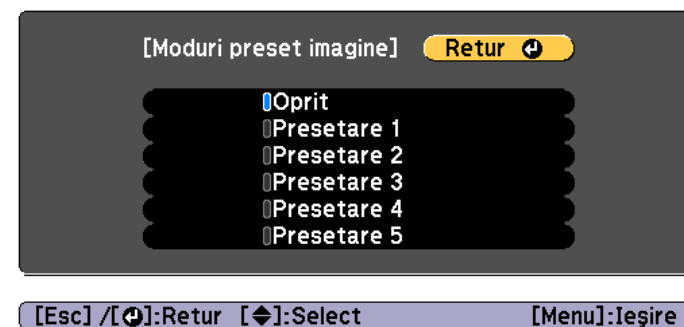 [Moduri preset imagine] Retur
Oprit
Presetare 1
Presetare 2
Presetare 3
Presetare 4
Presetare 5
[Esc] /[⏎]:Retur [◆]:Select [Menu]:Ieşire